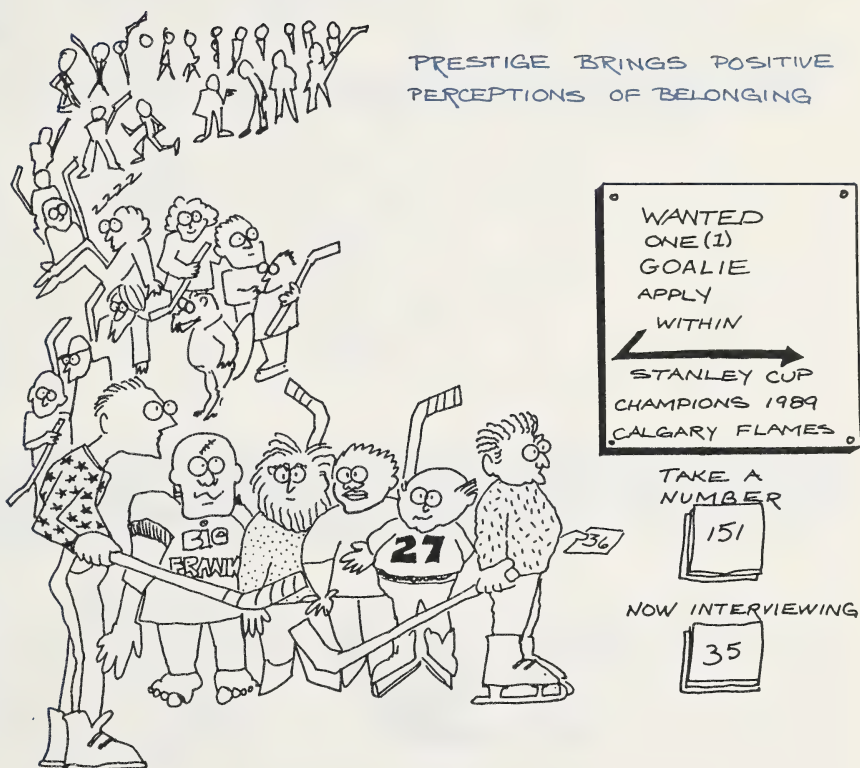 PRESTIGE BRINGS POSITIVE
PERCEPTIONS OF BELONGING
WANTED
ONE (1)
GOALIE
APPLY
WITHIN
STANLEY CUP
CHAMPIONS 1989
CALGARY FLAMES
TAKE A
NUMBER
151
NOW INTERVIEWING
35
zzzz
BIG
FRANK
27
36